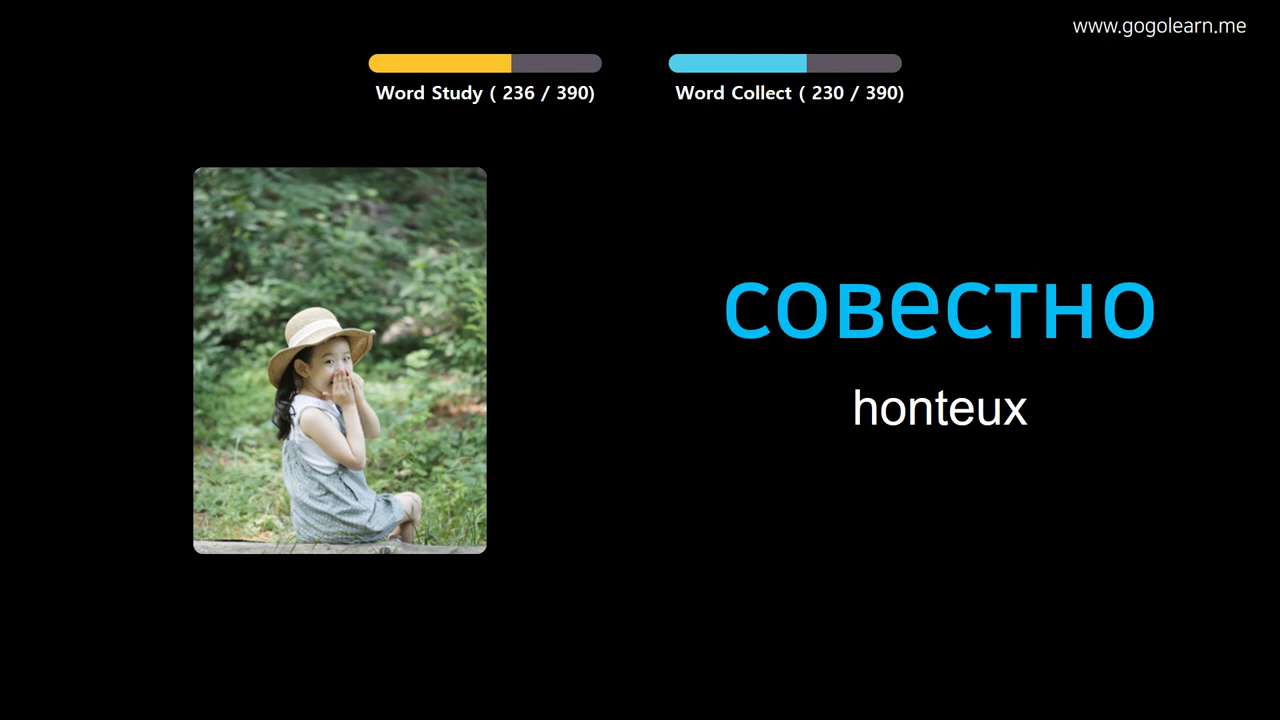 www.gogolearn.me
Word Study ( 236 / 390)
Word Collect ( 230 / 390)
совестно
honteux